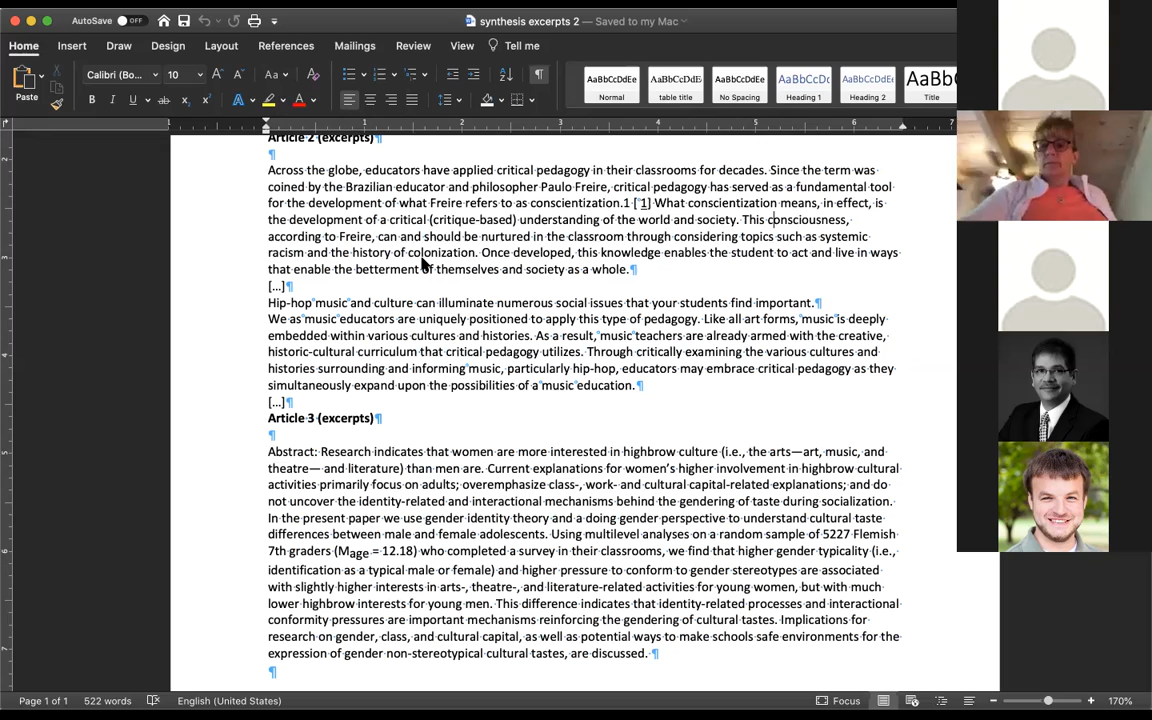 AutoSave OFF synthesis excerpts 2 — Saved to my Mac
Home Insert Draw Design Layout References Mailings Review View Tell me
Paste Calibri (Bo... 10
AaBbCcDdEe AaBbCcDdEe AaBbCcDdEe AaBbCcDc AaBbCcDdEe AaBb
Normal table title No Spacing Heading 1 Heading 2 Title
1 1 2 3 4 5 6 7
Article 2 (excerpts)¶
¶
Across the globe, educators have applied critical pedagogy in their classrooms for decades. Since the term was
coined by the Brazilian educator and philosopher Paulo Freire, critical pedagogy has served as a fundamental tool
for the development of what Freire refers to as conscientization.1 [1] What conscientization means, in effect, is
the development of a critical (critique-based) understanding of the world and society. This consciousness,
according to Freire, can and should be nurtured in the classroom through considering topics such as systemic
racism and the history of colonization. Once developed, this knowledge enables the student to act and live in ways
that enable the betterment of themselves and society as a whole.¶
[...]¶
Hip-hop music and culture can illuminate numerous social issues that your students find important.¶
We as music educators are uniquely positioned to apply this type of pedagogy. Like all art forms, music is deeply
embedded within various cultures and histories. As a result, music teachers are already armed with the creative,
historic-cultural curriculum that critical pedagogy utilizes. Through critically examining the various cultures and
histories surrounding and informing music, particularly hip-hop, educators may embrace critical pedagogy as they
simultaneously expand upon the possibilities of a music education.¶
[...]¶
Article 3 (excerpts)¶
¶
Abstract: Research indicates that women are more interested in highbrow culture (i.e., the arts—art, music, and
theatre— and literature) than men are. Current explanations for women's higher involvement in highbrow cultural
activities primarily focus on adults; overemphasize class-, work- and cultural capital-related explanations; and do
not uncover the identity-related and interactional mechanisms behind the gendering of taste during socialization.
In the present paper we use gender identity theory and a doing gender perspective to understand cultural taste
differences between male and female adolescents. Using multilevel analyses on a random sample of 5227 Flemish
7th graders (Mage = 12.18) who completed a survey in their classrooms, we find that higher gender typicality (i.e.,
identification as a typical male or female) and higher pressure to conform to gender stereotypes are associated
with slightly higher interests in arts-, theatre-, and literature-related activities for young women, but with much
lower highbrow interests for young men. This difference indicates that identity-related processes and interactional
conformity pressures are important mechanisms reinforcing the gendering of cultural tastes. Implications for
research on gender, class, and cultural capital, as well as potential ways to make schools safe environments for the
expression of gender non-stereotypical cultural tastes, are discussed. ¶
¶
Page 1 of 1 522 words English (United States) Focus 170%